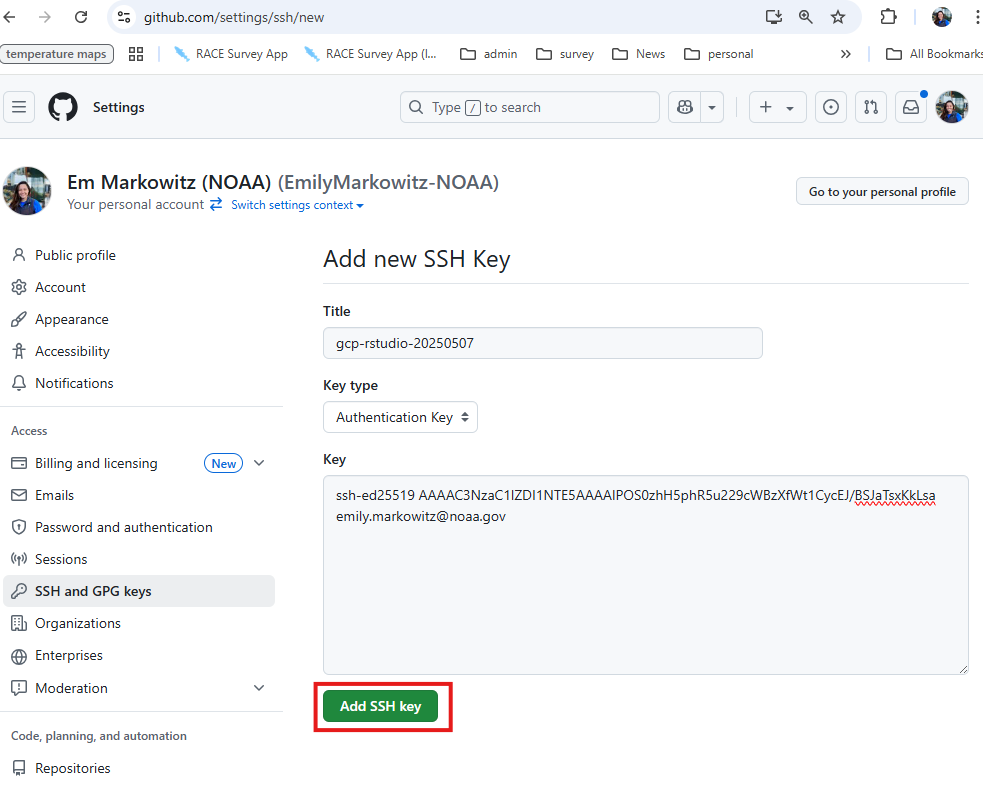 github.com/settings/ssh/new
temperature maps
RACE Survey App
RACE Survey App (I...
admin
survey
News
personal
»
All Bookmarks
Settings
Type / to search
Em Markowitz (NOAA) (EmilyMarkowitz-NOAA)
Your personal account
Switch settings context
Go to your personal profile
Public profile
Account
Appearance
Accessibility
Notifications
Access
Billing and licensing
New
Emails
Password and authentication
Sessions
SSH and GPG keys
Organizations
Enterprises
Moderation
Code, planning, and automation
Repositories
Add new SSH Key
Title
gcp-rstudio-20250507
Key type
Authentication Key
Key
ssh-ed25519 AAAAC3NzaC1lZDI1NTE5AAAAIPOS0zhH5phR5u229cWBzXfWt1CycEJ/BSJaTsxKkLsa
emily.markowitz@noaa.gov
Add SSH key